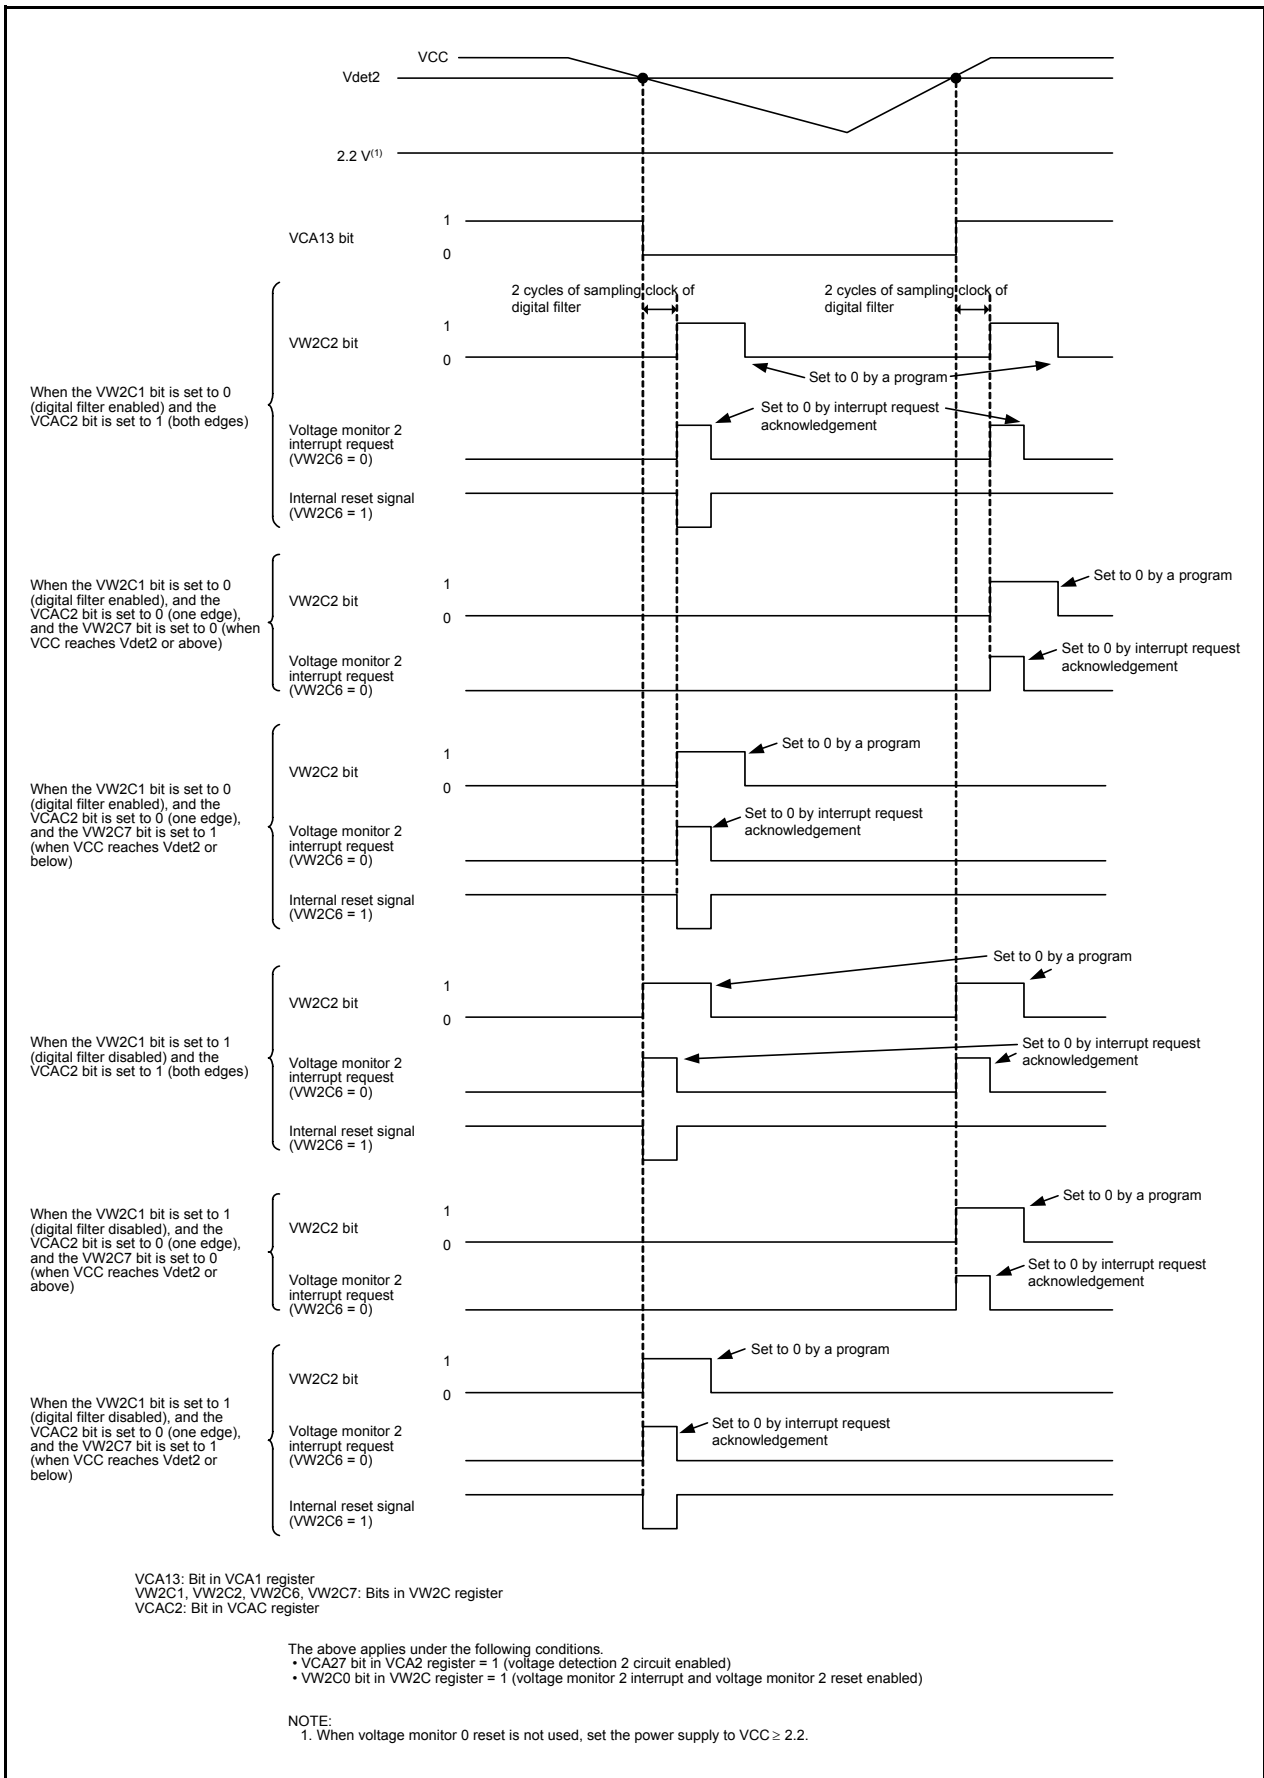 VCC
Vdet2
2.2 V(1)
VCA13 bit
1
0
2 cycles of sampling clock of
digital filter
2 cycles of sampling clock of
digital filter
When the VW2C1 bit is set to 0
(digital filter enabled) and the
VCAC2 bit is set to 1 (both edges)
VW2C2 bit
1
0
Set to 0 by a program
Voltage monitor 2
interrupt request
(VW2C6 = 0)
Set to 0 by interrupt request
acknowledgement
Internal reset signal
(VW2C6 = 1)
When the VW2C1 bit is set to 0
(digital filter enabled), and the
VCAC2 bit is set to 0 (one edge),
and the VW2C7 bit is set to 0 (when
VCC reaches Vdet2 or above)
VW2C2 bit
1
0
Set to 0 by a program
Voltage monitor 2
interrupt request
(VW2C6 = 0)
Set to 0 by interrupt request
acknowledgement
When the VW2C1 bit is set to 0
(digital filter enabled), and the
VCAC2 bit is set to 0 (one edge),
and the VW2C7 bit is set to 1
(when VCC reaches Vdet2 or
below)
VW2C2 bit
1
0
Set to 0 by a program
Voltage monitor 2
interrupt request
(VW2C6 = 0)
Set to 0 by interrupt request
acknowledgement
Internal reset signal
(VW2C6 = 1)
When the VW2C1 bit is set to 1
(digital filter disabled) and the
VCAC2 bit is set to 1 (both edges)
VW2C2 bit
1
0
Set to 0 by a program
Voltage monitor 2
interrupt request
(VW2C6 = 0)
Set to 0 by interrupt request
acknowledgement
Internal reset signal
(VW2C6 = 1)
When the VW2C1 bit is set to 1
(digital filter disabled), and the
VCAC2 bit is set to 0 (one edge),
and the VW2C7 bit is set to 0
(when VCC reaches Vdet2 or
above)
VW2C2 bit
1
0
Set to 0 by a program
Voltage monitor 2
interrupt request
(VW2C6 = 0)
Set to 0 by interrupt request
acknowledgement
When the VW2C1 bit is set to 1
(digital filter disabled), and the
VCAC2 bit is set to 0 (one edge),
and the VW2C7 bit is set to 1
(when VCC reaches Vdet2 or
below)
VW2C2 bit
1
0
Set to 0 by a program
Voltage monitor 2
interrupt request
(VW2C6 = 0)
Set to 0 by interrupt request
acknowledgement
Internal reset signal
(VW2C6 = 1)
VCA13: Bit in VCA1 register
VW2C1, VW2C2, VW2C6, VW2C7: Bits in VW2C register
VCAC2: Bit in VCAC register
The above applies under the following conditions.
• VCA27 bit in VCA2 register = 1 (voltage detection 2 circuit enabled)
• VW2C0 bit in VW2C register = 1 (voltage monitor 2 interrupt and voltage monitor 2 reset enabled)
NOTE:
1. When voltage monitor 0 reset is not used, set the power supply to VCC ≥ 2.2.